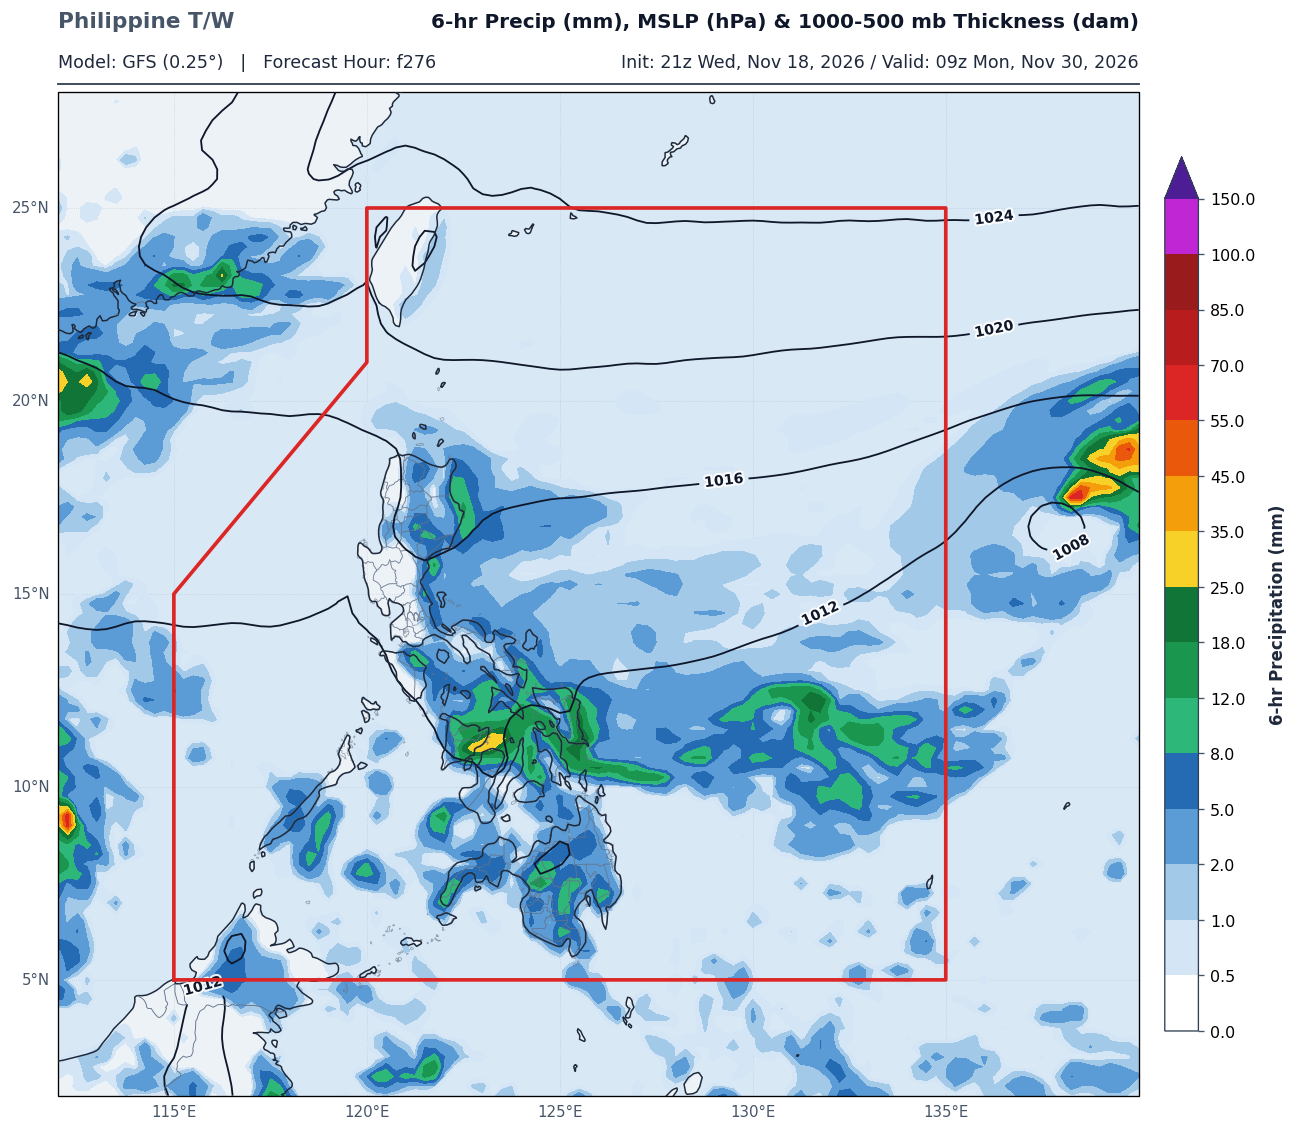 Philippine T/W
6-hr Precip (mm), MSLP (hPa) & 1000-500 mb Thickness (dam)
Model: GFS (0.25°) | Forecast Hour: f276
Init: 21z Wed, Nov 18, 2026 / Valid: 09z Mon, Nov 30, 2026
25°N
20°N
15°N
10°N
5°N
115°E
120°E
125°E
130°E
135°E
1024
1020
1016
1008
1012
1012
150.0
100.0
85.0
70.0
55.0
45.0
35.0
25.0
18.0
12.0
8.0
5.0
2.0
1.0
0.5
0.0
6-hr Precipitation (mm)